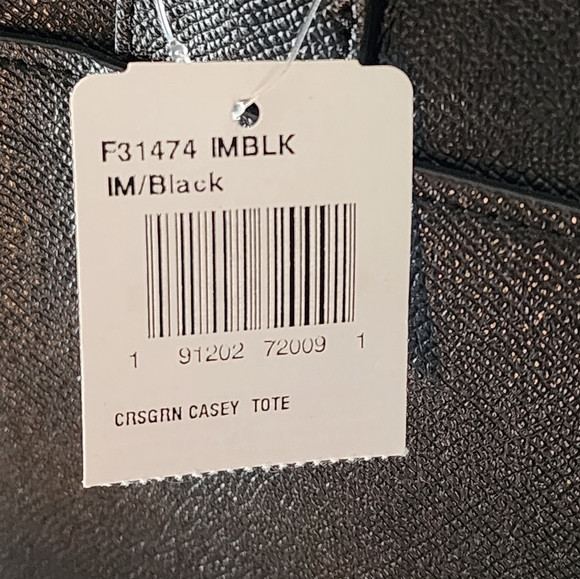 F31474 IMBLK
IM/Black
1 91202 72009 1
CRSGRN CASEY TOTE